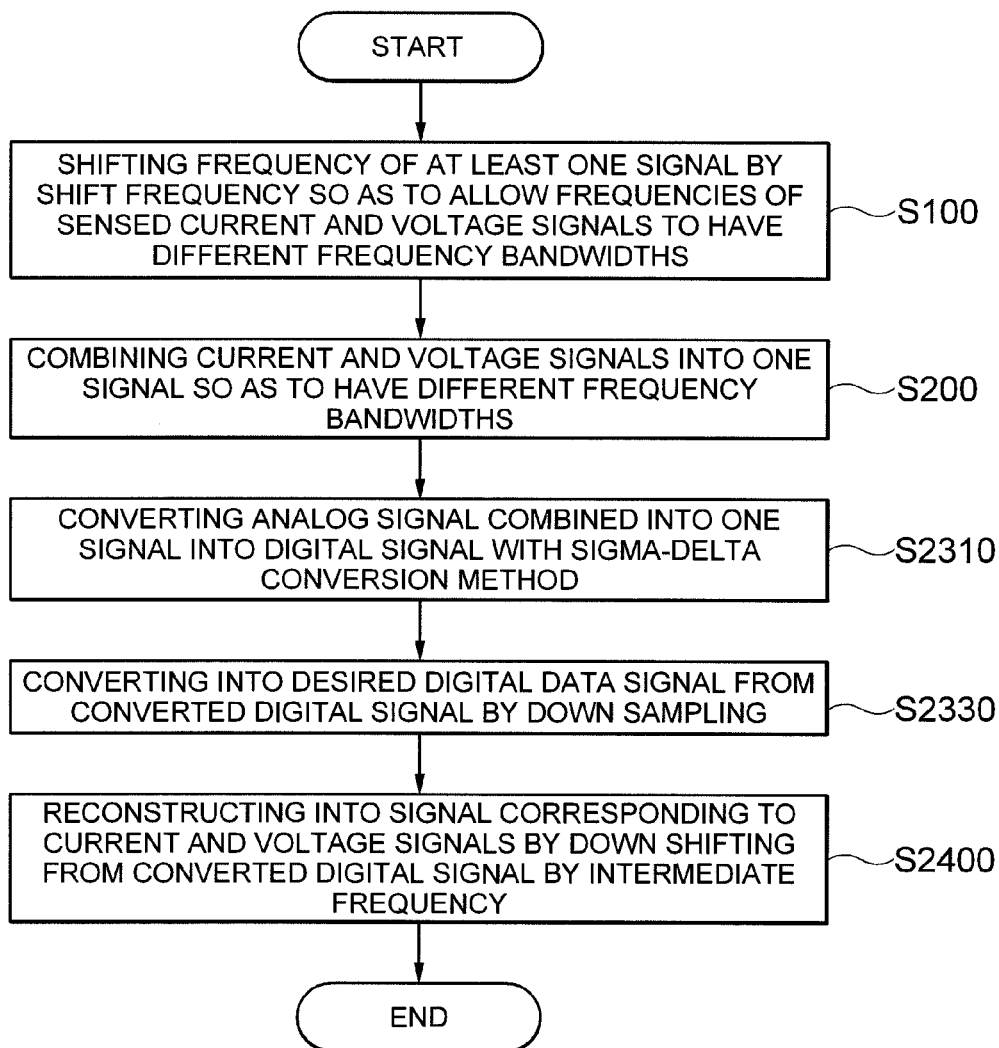 START
SHIFTING FREQUENCY OF AT LEAST ONE SIGNAL BY
SHIFT FREQUENCY SO AS TO ALLOW FREQUENCIES OF
SENSED CURRENT AND VOLTAGE SIGNALS TO HAVE
DIFFERENT FREQUENCY BANDWIDTHS
S100
COMBINING CURRENT AND VOLTAGE SIGNALS INTO ONE
SIGNAL SO AS TO HAVE DIFFERENT FREQUENCY
BANDWIDTHS
S200
CONVERTING ANALOG SIGNAL COMBINED INTO ONE
SIGNAL INTO DIGITAL SIGNAL WITH SIGMA-DELTA
CONVERSION METHOD
S2310
CONVERTING INTO DESIRED DIGITAL DATA SIGNAL FROM
CONVERTED DIGITAL SIGNAL BY DOWN SAMPLING
S2330
RECONSTRUCTING INTO SIGNAL CORRESPONDING TO
CURRENT AND VOLTAGE SIGNALS BY DOWN SHIFTING
FROM CONVERTED DIGITAL SIGNAL BY INTERMEDIATE
FREQUENCY
S2400
END